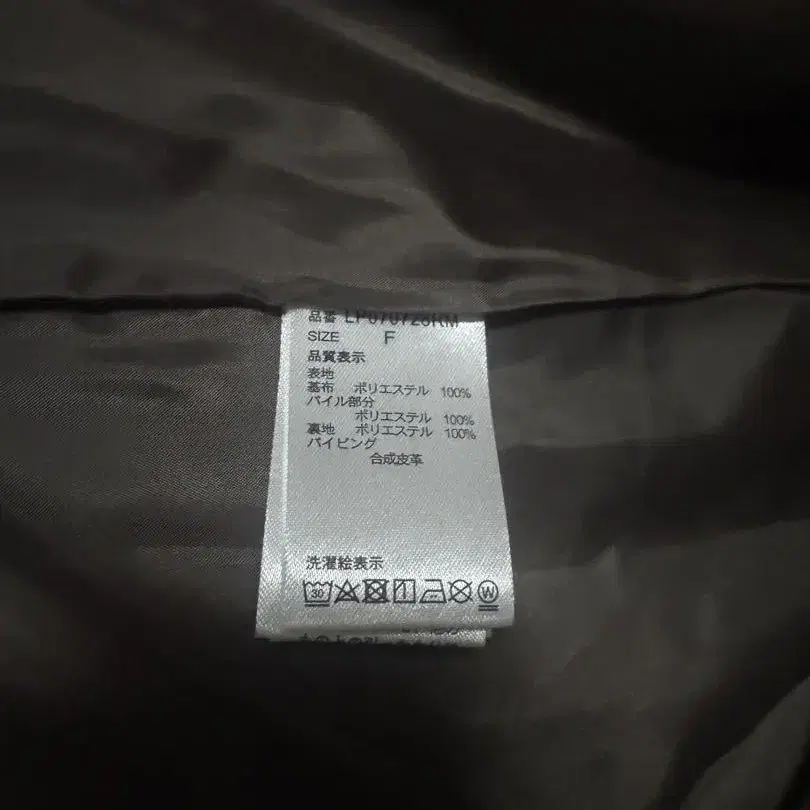 品番 LP070728RM
SIZE F
品質表示
表地
基布 ポリエステル 100%
パイル部分
ポリエステル 100%
裏地 ポリエステル 100%
パイピング
合成皮革
洗濯絵表示
30
W